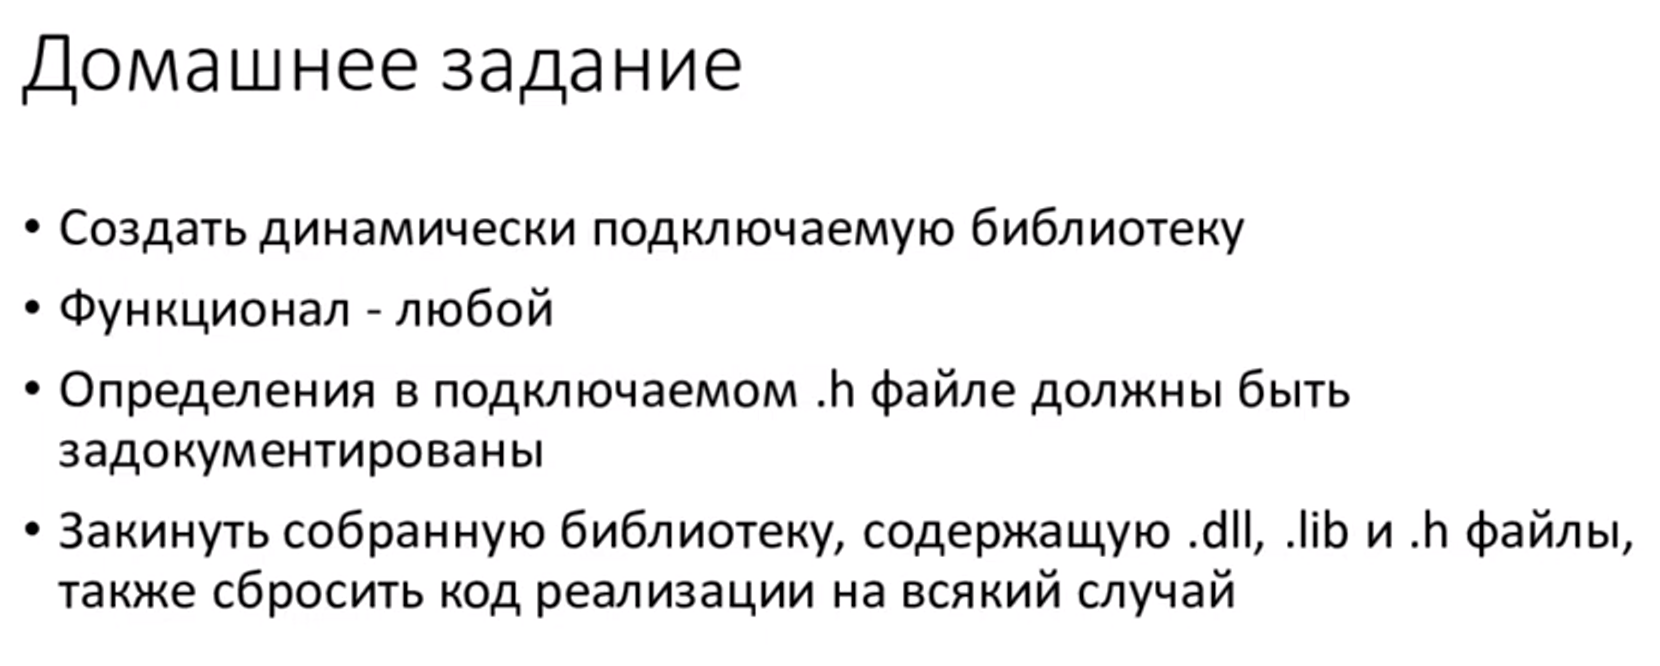 Домашнее задание
• Создать динамически подключаемую библиотеку
• Функционал - любой
• Определения в подключаемом .h файле должны быть
задокументированы
• Закинуть собранную библиотеку, содержащую .dll, .lib и .h файлы,
также сбросить код реализации на всякий случай